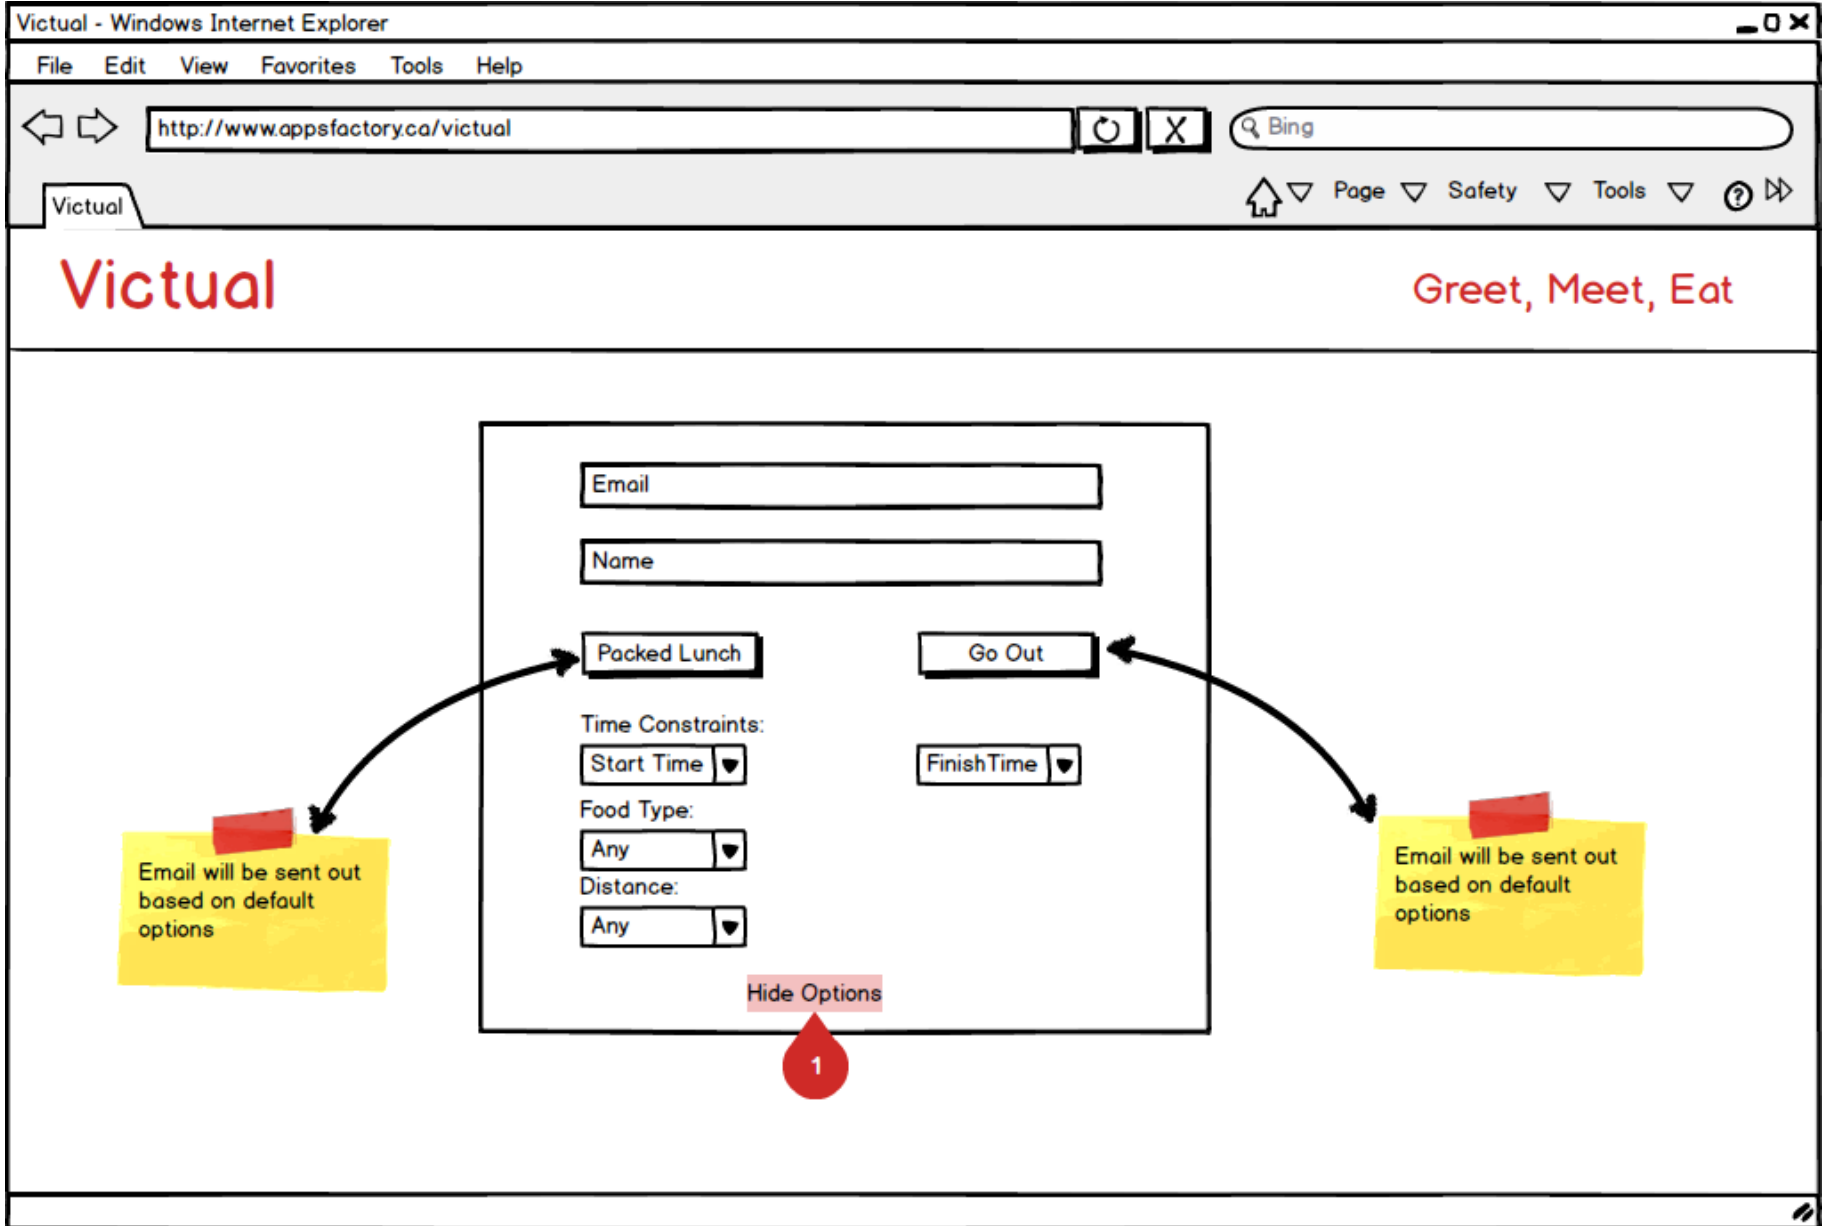 Victual - Windows Internet Explorer
File Edit View Favorites Tools Help
http://www.appsfactory.ca/victual
X
Bing
Victual
Page Safety Tools ?
Victual
Greet, Meet, Eat
Email
Name
Packed Lunch
Go Out
Time Constraints:
Start Time
FinishTime
Food Type:
Any
Distance:
Any
Hide Options
1
Email will be sent out
based on default
options
Email will be sent out
based on default
options